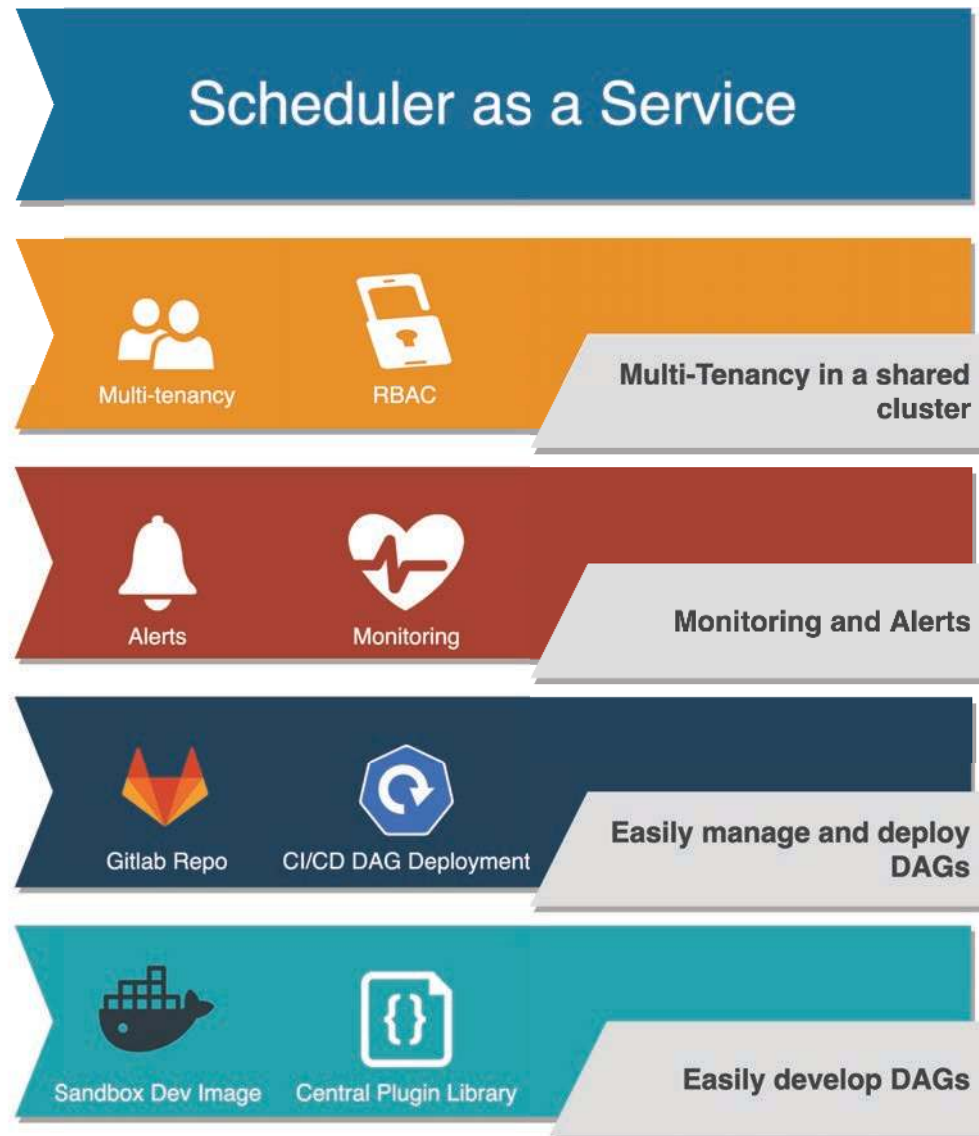 Scheduler as a Service
Multi-tenancy
RBAC
Multi-Tenancy in a shared
cluster
Alerts
Monitoring
Monitoring and Alerts
Gitlab Repo
CI/CD DAG Deployment
Easily manage and deploy
DAGs
Sandbox Dev Image
Central Plugin Library
Easily develop DAGs